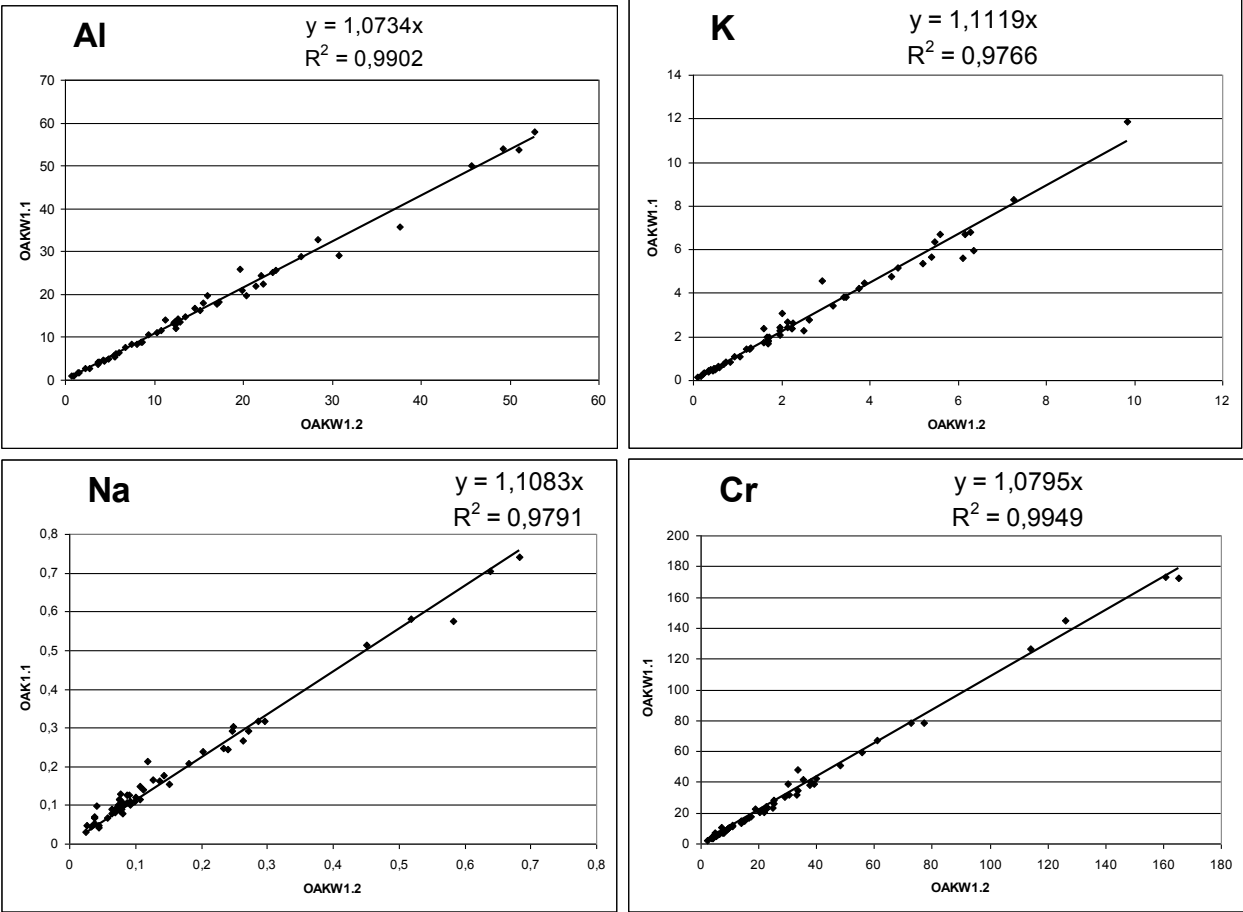 Al
y = 1,0734x
R² = 0,9902
70
60
50
40
30
20
10
0
OAKW1.1
0 10 20 30 40 50 60
OAKW1.2
K
y = 1,1119x
R² = 0,9766
14
12
10
8
6
4
2
0
OAKW1.1
0 2 4 6 8 10 12
OAKW1.2
Na
y = 1,1083x
R² = 0,9791
0,8
0,7
0,6
0,5
0,4
0,3
0,2
0,1
0
OAK1.1
0 0,1 0,2 0,3 0,4 0,5 0,6 0,7 0,8
OAKW1.2
Cr
y = 1,0795x
R² = 0,9949
200
180
160
140
120
100
80
60
40
20
0
OAKW1.1
0 20 40 60 80 100 120 140 160 180
OAKW1.2